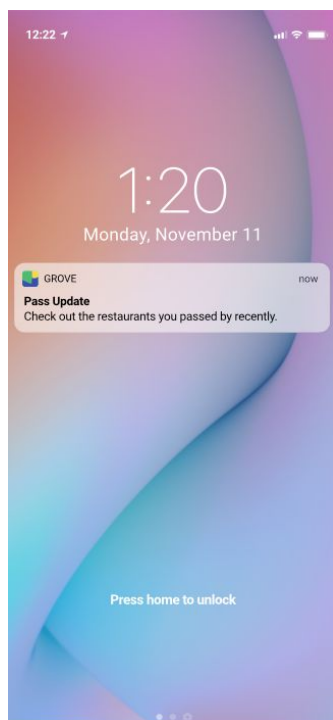 12:22
1:20
Monday, November 11
GROVE now
Pass Update
Check out the restaurants you passed by recently.
Press home to unlock